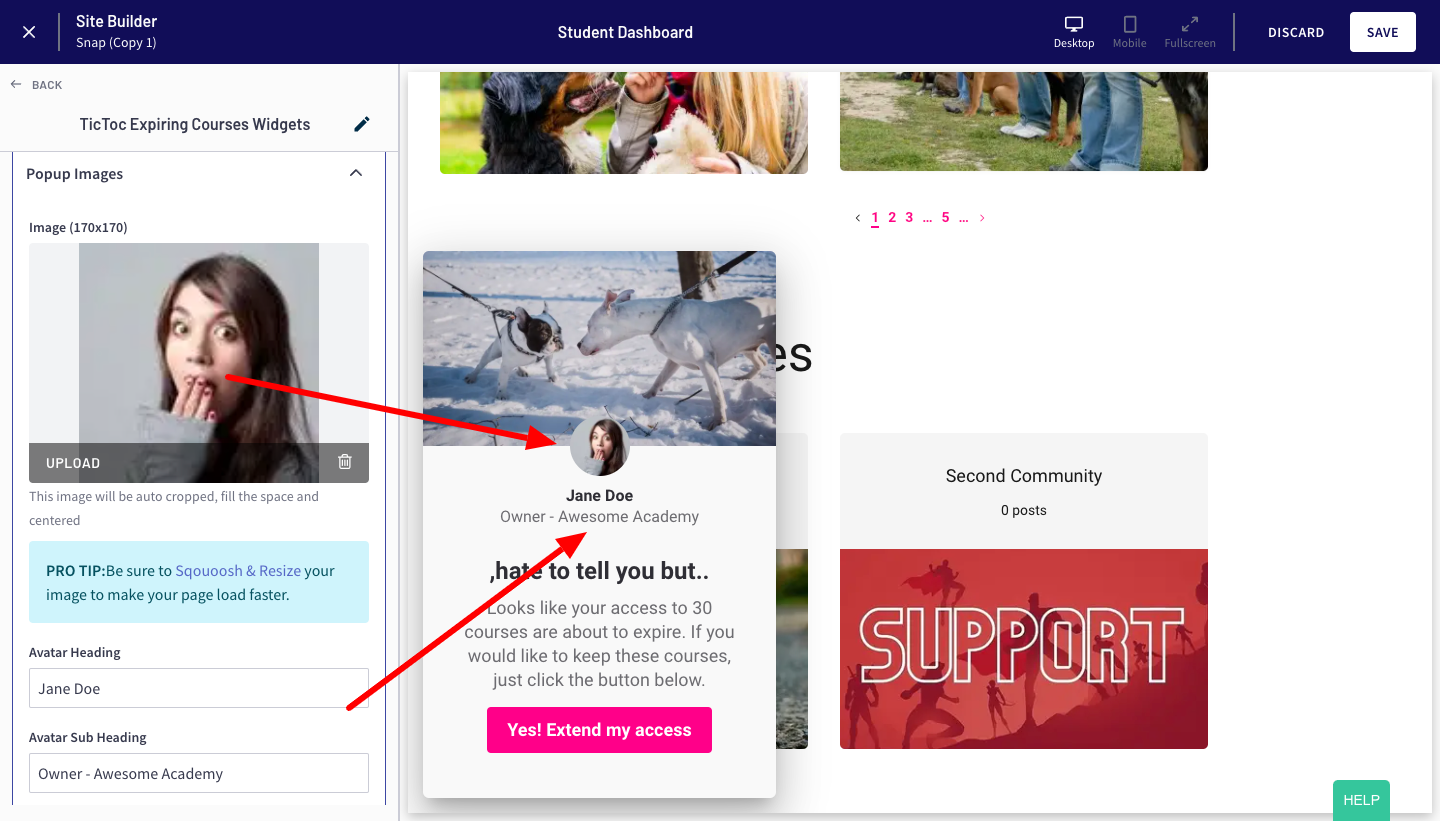 Site Builder
Snap (Copy 1)
Student Dashboard
Desktop
Mobile
Fullscreen
DISCARD
SAVE
BACK
TicToc Expiring Courses Widgets
Popup Images
Image (170x170)
UPLOAD
This image will be auto cropped, fill the space and
centered
PRO TIP:Be sure to Sqouoosh & Resize your
image to make your page load faster.
Avatar Heading
Jane Doe
Avatar Sub Heading
Owner - Awesome Academy
‹ 1 2 3 ... 5 ... ›
es
Jane Doe
Owner - Awesome Academy
,hate to tell you but..
Looks like your access to 30
courses are about to expire. If you
would like to keep these courses,
just click the button below.
Yes! Extend my access
Second Community
0 posts
SUPPORT
HELP